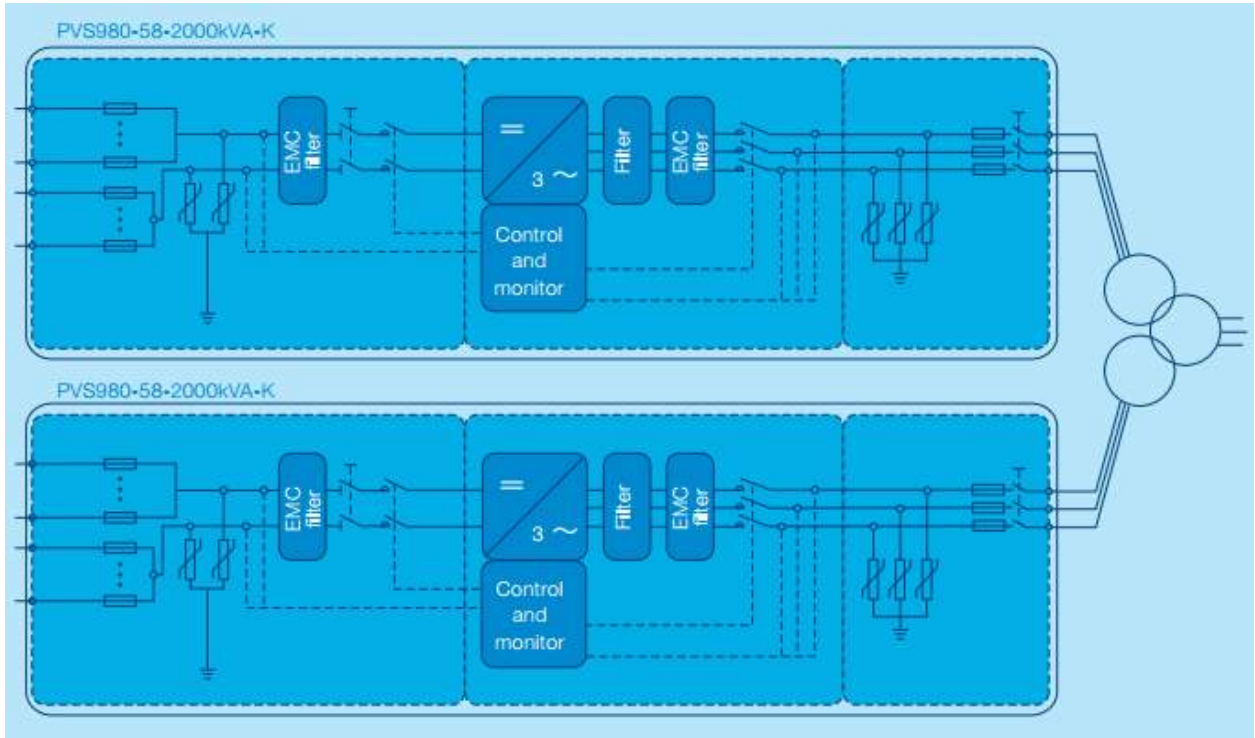 PVS980-58-2000kVA-K
EMC
filter
=
3 ~
Filter
EMC
filter
Control
and
monitor
PVS980-58-2000kVA-K
EMC
filter
=
3 ~
Filter
EMC
filter
Control
and
monitor